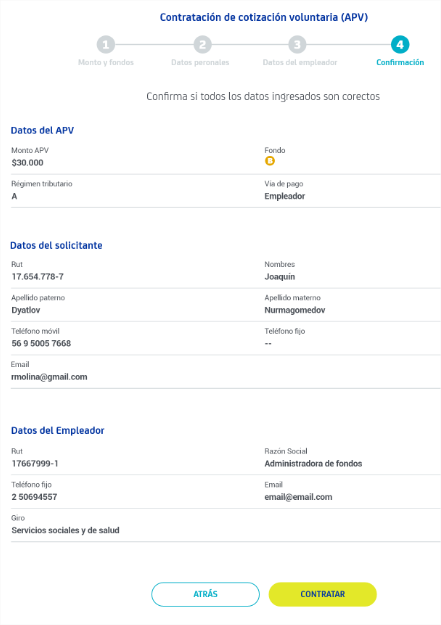 Contratación de cotización voluntaria (APV)
1 2 3 4
Monto y fondos Datos peronales Datos del empleador Confirmación
Confirma si todos los datos ingresados son corectos
Datos del APV
Monto APV Fondo
$30.000
Régimen tributario Via de pago
A Empleador
Datos del solicitante
Rut Nombres
17.654.778-7 Joaquín
Apellido paterno Apellido materno
Dyatlov Nurmagomedov
Teléfono móvil Teléfono fijo
56 9 5005 7668 --
Email
rmolina@gmail.com
Datos del Empleador
Rut Razón Social
17667999-1 Administradora de fondos
Teléfono fijo Email
2 50694557 email@email.com
Giro
Servicios sociales y de salud
ATRÁS CONTRATAR